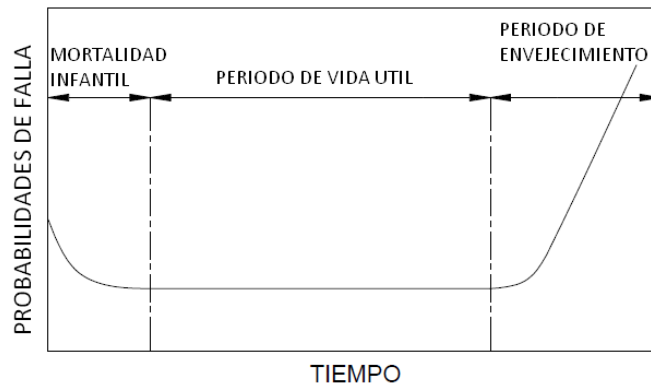 MORTALIDAD
INFANTIL
PERIODO DE VIDA UTIL
PERIODO DE
ENVEJECIMIENTO
PROBABILIDADES DE FALLA
TIEMPO